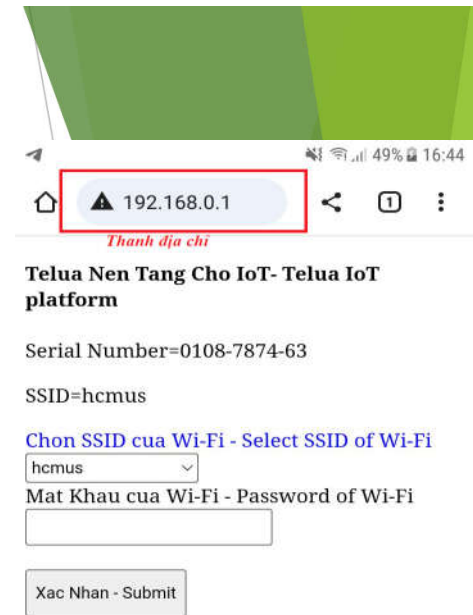 49% 16:44
192.168.0.1
1
Thanh địa chỉ
Telua Nen Tang Cho IoT- Telua IoT
platform
Serial Number=0108-7874-63
SSID=hcmus
Chon SSID cua Wi-Fi - Select SSID of Wi-Fi
hcmus
Mat Khau cua Wi-Fi - Password of Wi-Fi
Xac Nhan - Submit